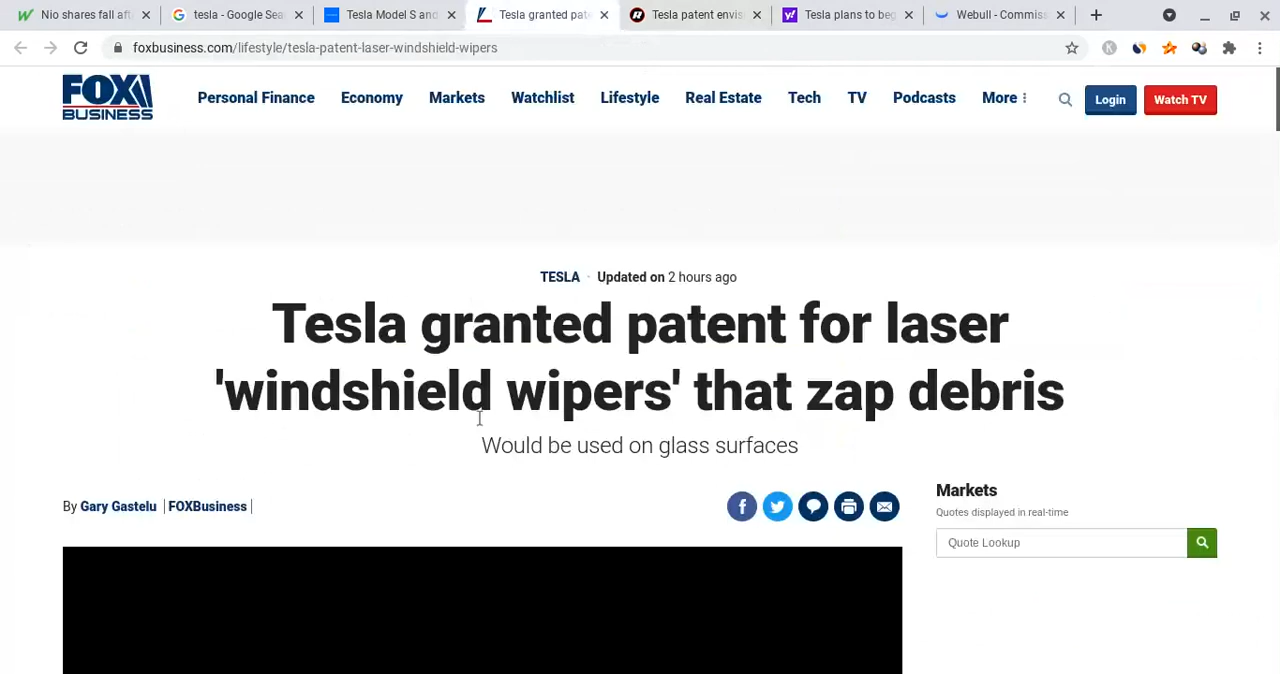 Nio shares fall aft
tesla - Google Sea
Tesla Model S and
Tesla granted pate
Tesla patent envis
Tesla plans to beg
Webull - Commiss
foxbusiness.com/lifestyle/tesla-patent-laser-windshield-wipers
FOX
BUSINESS
Personal Finance
Economy
Markets
Watchlist
Lifestyle
Real Estate
Tech
TV
Podcasts
More
Login
Watch TV
TESLA · Updated on 2 hours ago
Tesla granted patent for laser
'windshield wipers' that zap debris
Would be used on glass surfaces
By Gary Gastelu | FOXBusiness |
Markets
Quotes displayed in real-time
Quote Lookup